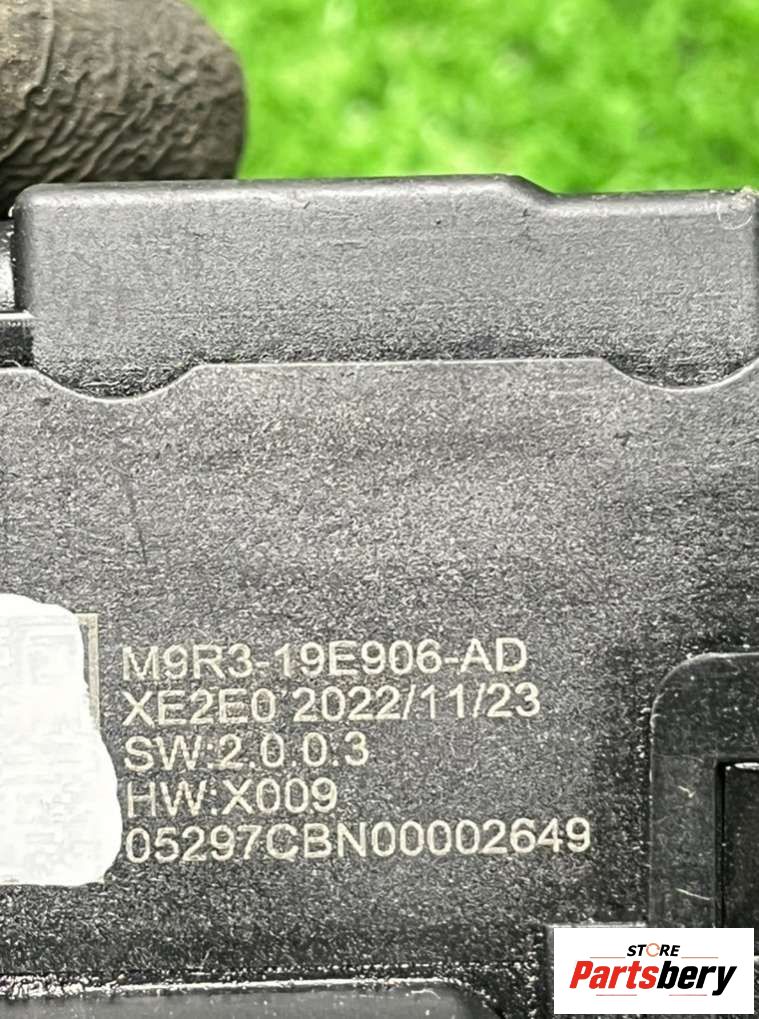 M9R3-19E906-AD
XE2E0 2022/11/23
SW:2.0.0.3
HW:X009
05297CBN00002649
STORE
Partsbery